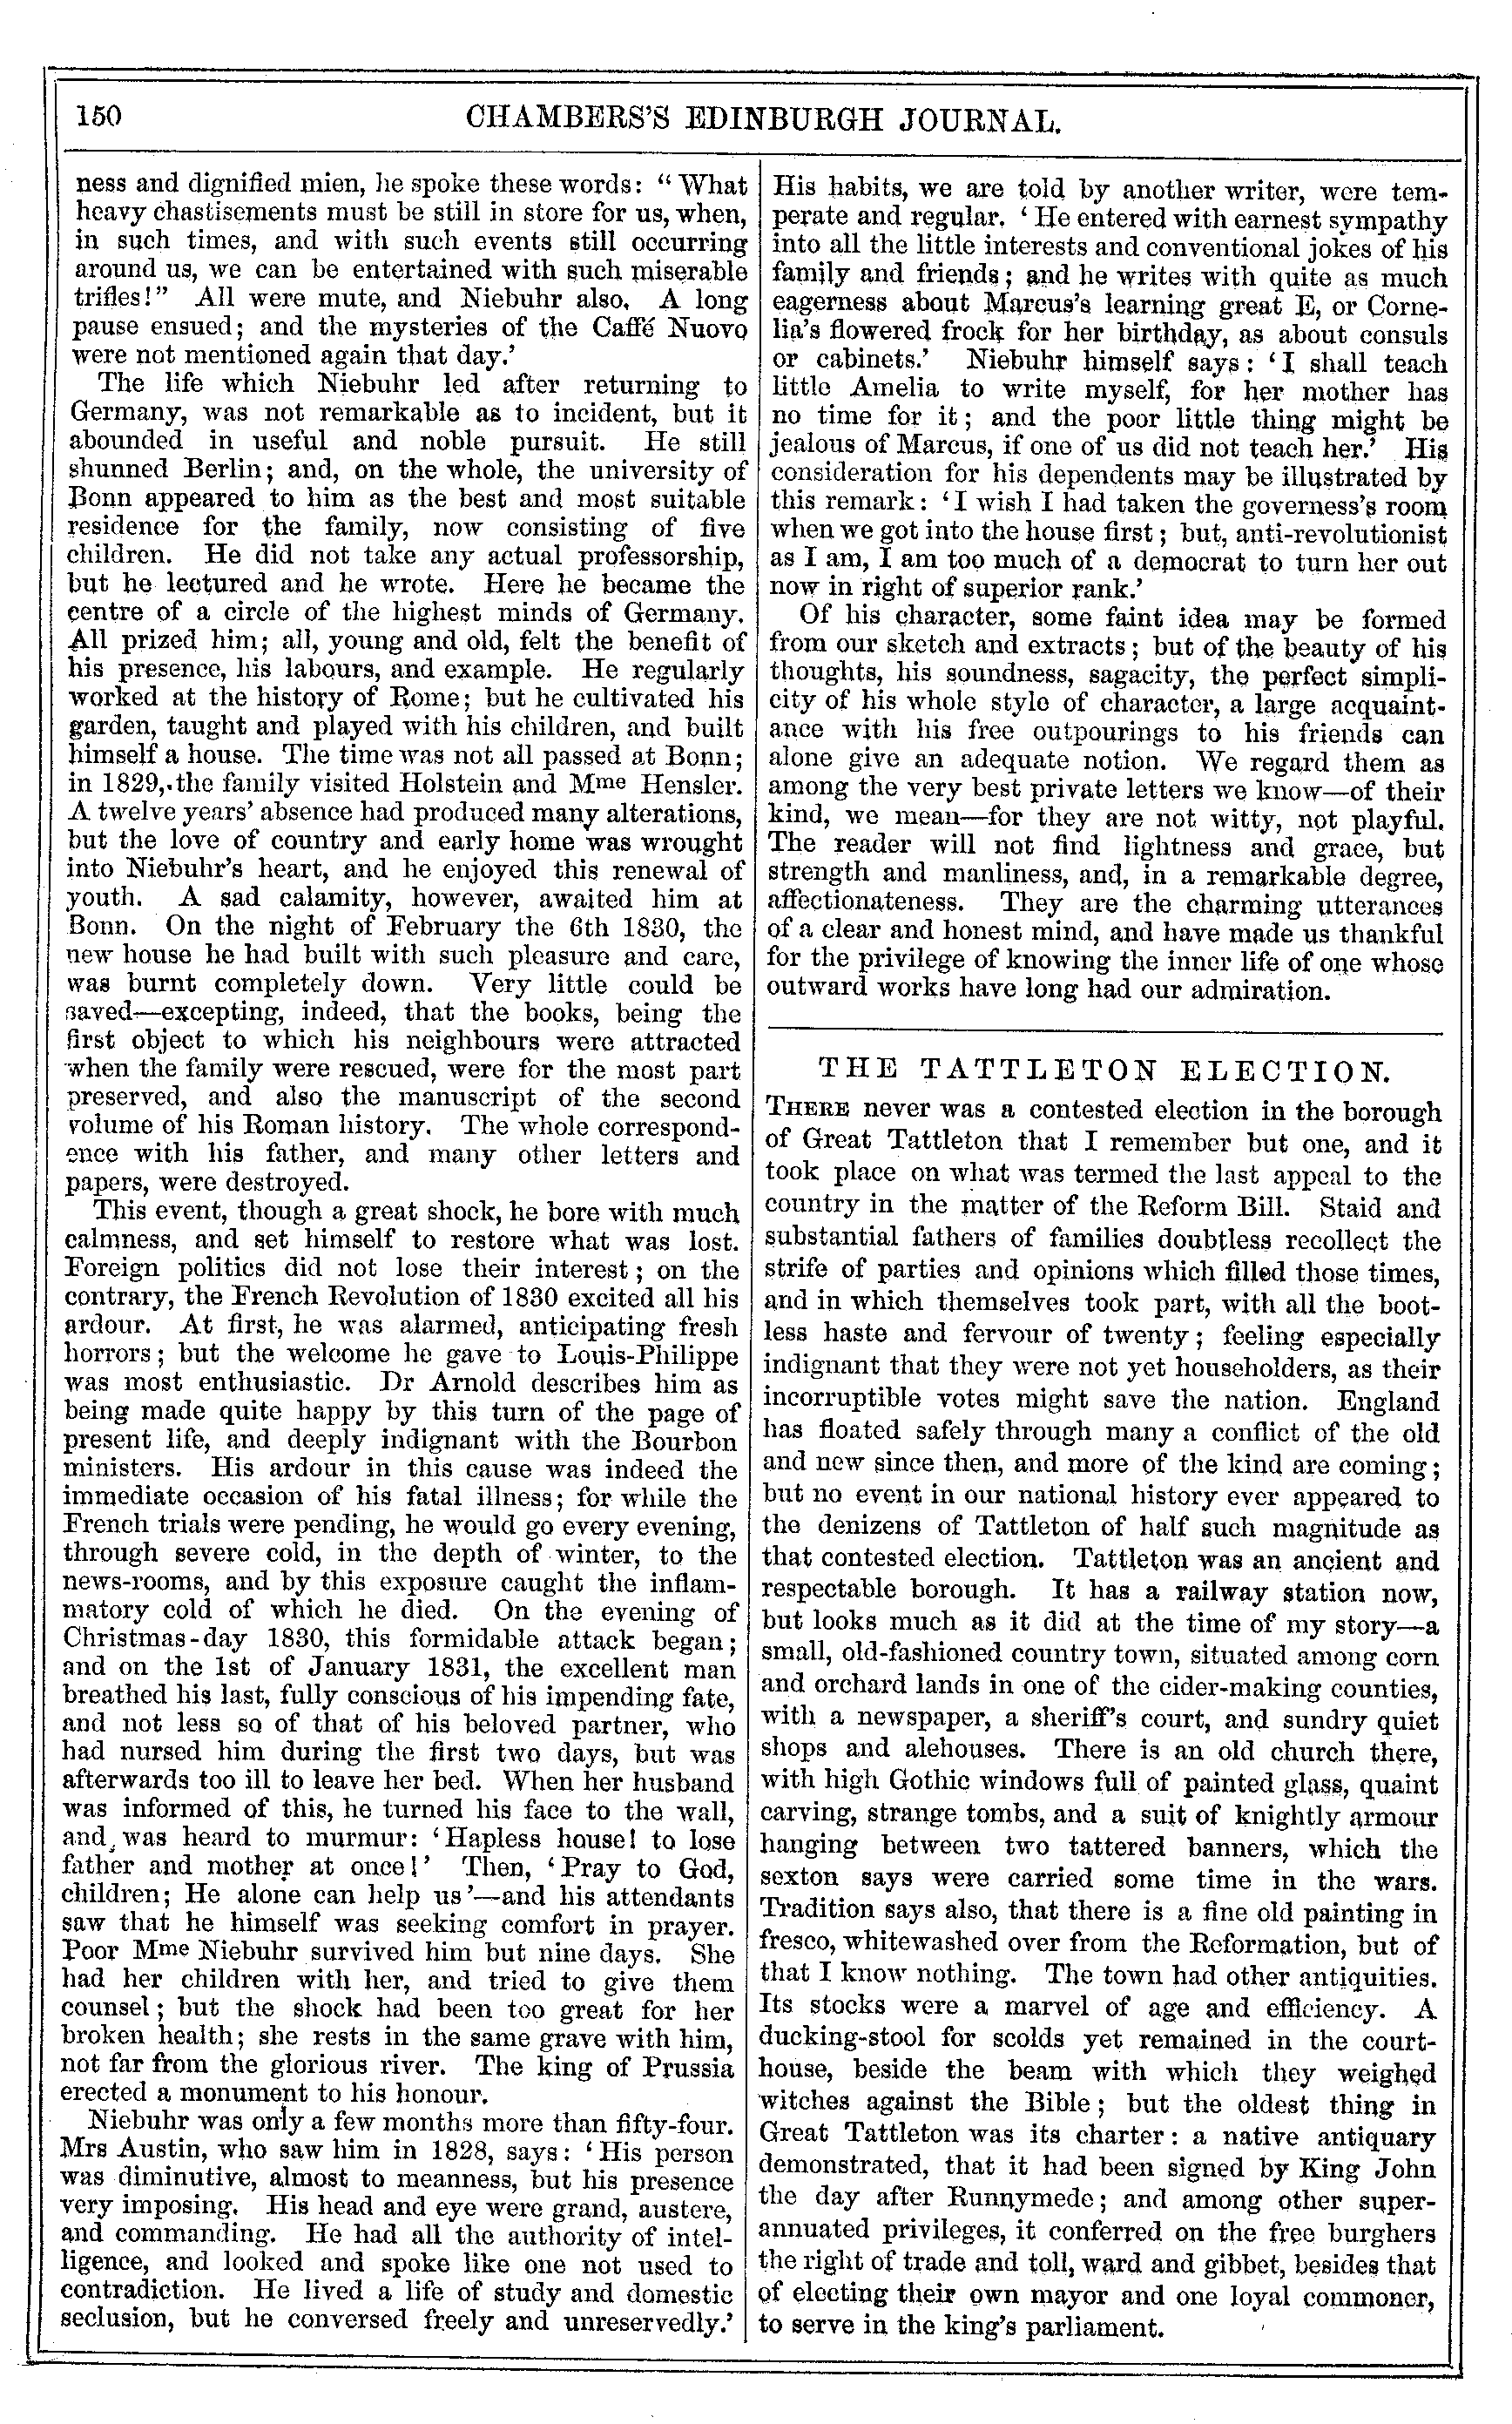 150
CHAMBERS'S EDINBURGH JOURNAL.
ness and dignified mien, he spoke these words: “What
heavy chastisements must be still in store for us, when,
in such times, and with such events still occurring
around us, we can be entertained with such miserable
trifles!” All were mute, and Niebuhr also. A long
pause ensued; and the mysteries of the Caffé Nuovo
were not mentioned again that day.’
The life which Niebuhr led after returning to
Germany, was not remarkable as to incident, but it
abounded in useful and noble pursuit. He still
shunned Berlin; and, on the whole, the university of
Bonn appeared to him as the best and most suitable
residence for the family, now consisting of five
children. He did not take any actual professorship,
but he lectured and he wrote. Here he became the
centre of a circle of the highest minds of Germany.
All prized him; all, young and old, felt the benefit of
his presence, his labours, and example. He regularly
worked at the history of Rome; but he cultivated his
garden, taught and played with his children, and built
himself a house. The time was not all passed at Bonn;
in 1829, the family visited Holstein and Mme Hensler.
A twelve years' absence had produced many alterations,
but the love of country and early home was wrought
into Niebuhr's heart, and he enjoyed this renewal of
youth. A sad calamity, however, awaited him at
Bonn. On the night of February the 6th 1830, the
new house he had built with such pleasure and care,
was burnt completely down. Very little could be
saved—excepting, indeed, that the books, being the
first object to which his neighbours were attracted
when the family were rescued, were for the most part
preserved, and also the manuscript of the second
volume of his Roman history. The whole correspond-
ence with his father, and many other letters and
papers, were destroyed.
This event, though a great shock, he bore with much
calmness, and set himself to restore what was lost.
Foreign politics did not lose their interest; on the
contrary, the French Revolution of 1830 excited all his
ardour. At first, he was alarmed, anticipating fresh
horrors; but the welcome he gave to Louis-Philippe
was most enthusiastic. Dr Arnold describes him as
being made quite happy by this turn of the page of
present life, and deeply indignant with the Bourbon
ministers. His ardour in this cause was indeed the
immediate occasion of his fatal illness; for while the
French trials were pending, he would go every evening,
through severe cold, in the depth of winter, to the
news-rooms, and by this exposure caught the inflam-
matory cold of which he died. On the evening of
Christmas-day 1830, this formidable attack began;
and on the 1st of January 1831, the excellent man
breathed his last, fully conscious of his impending fate,
and not less so of that of his beloved partner, who
had nursed him during the first two days, but was
afterwards too ill to leave her bed. When her husband
was informed of this, he turned his face to the wall,
and was heard to murmur: ‘Hapless house! to lose
father and mother at once!’ Then, ‘Pray to God,
children; He alone can help us’—and his attendants
saw that he himself was seeking comfort in prayer.
Poor Mme Niebuhr survived him but nine days. She
had her children with her, and tried to give them
counsel; but the shock had been too great for her
broken health; she rests in the same grave with him,
not far from the glorious river. The king of Prussia
erected a monument to his honour.
Niebuhr was only a few months more than fifty-four.
Mrs Austin, who saw him in 1828, says: ‘His person
was diminutive, almost to meanness, but his presence
very imposing. His head and eye were grand, austere,
and commanding. He had all the authority of intel-
ligence, and looked and spoke like one not used to
contradiction. He lived a life of study and domestic
seclusion, but he conversed freely and unreservedly.’
His habits, we are told by another writer, were tem-
perate and regular. ‘He entered with earnest sympathy
into all the little interests and conventional jokes of his
family and friends; and he writes with quite as much
eagerness about Marcus's learning great E, or Corne-
lia's flowered frock for her birthday, as about consuls
or cabinets.’ Niebuhr himself says: ‘I shall teach
little Amelia to write myself, for her mother has
no time for it; and the poor little thing might be
jealous of Marcus, if one of us did not teach her.’ His
consideration for his dependents may be illustrated by
this remark: ‘I wish I had taken the governess's room
when we got into the house first; but, anti-revolutionist
as I am, I am too much of a democrat to turn her out
now in right of superior rank.’
Of his character, some faint idea may be formed
from our sketch and extracts; but of the beauty of his
thoughts, his soundness, sagacity, the perfect simpli-
city of his whole style of character, a large acquaint-
ance with his free outpourings to his friends can
alone give an adequate notion. We regard them as
among the very best private letters we know—of their
kind, we mean—for they are not witty, not playful.
The reader will not find lightness and grace, but
strength and manliness, and, in a remarkable degree,
affectionateness. They are the charming utterances
of a clear and honest mind, and have made us thankful
for the privilege of knowing the inner life of one whose
outward works have long had our admiration.
THE TATTLETON ELECTION.
THERE never was a contested election in the borough
of Great Tattleton that I remember but one, and it
took place on what was termed the last appeal to the
country in the matter of the Reform Bill. Staid and
substantial fathers of families doubtless recollect the
strife of parties and opinions which filled those times,
and in which themselves took part, with all the boot-
less haste and fervour of twenty; feeling especially
indignant that they were not yet householders, as their
incorruptible votes might save the nation. England
has floated safely through many a conflict of the old
and new since then, and more of the kind are coming;
but no event in our national history ever appeared to
the denizens of Tattleton of half such magnitude as
that contested election. Tattleton was an ancient and
respectable borough. It has a railway station now,
but looks much as it did at the time of my story—a
small, old-fashioned country town, situated among corn
and orchard lands in one of the cider-making counties,
with a newspaper, a sheriff's court, and sundry quiet
shops and alehouses. There is an old church there,
with high Gothic windows full of painted glass, quaint
carving, strange tombs, and a suit of knightly armour
hanging between two tattered banners, which the
sexton says were carried some time in the wars.
Tradition says also, that there is a fine old painting in
fresco, whitewashed over from the Reformation, but of
that I know nothing. The town had other antiquities.
Its stocks were a marvel of age and efficiency. A
ducking-stool for scolds yet remained in the court-
house, beside the beam with which they weighed
witches against the Bible; but the oldest thing in
Great Tattleton was its charter: a native antiquary
demonstrated, that it had been signed by King John
the day after Runnymede; and among other super-
annuated privileges, it conferred on the free burghers
the right of trade and toll, ward and gibbet, besides that
of electing their own mayor and one loyal commoner,
to serve in the king's parliament.